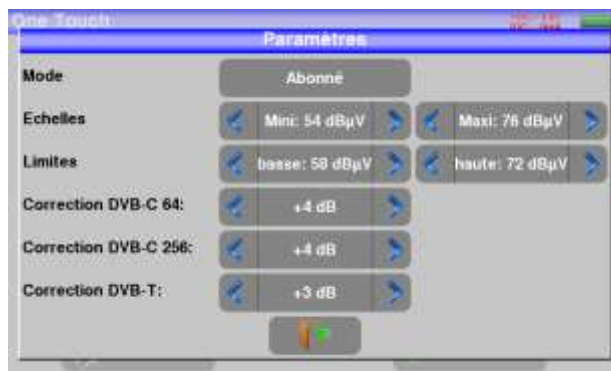 One Touch
Paramètres
Mode Abonné
Echelles Mini: 54 dBµV Maxi: 76 dBµV
Limites basse: 58 dBµV haute: 72 dBµV
Correction DVB-C 64: +4 dB
Correction DVB-C 256: +4 dB
Correction DVB-T: +3 dB